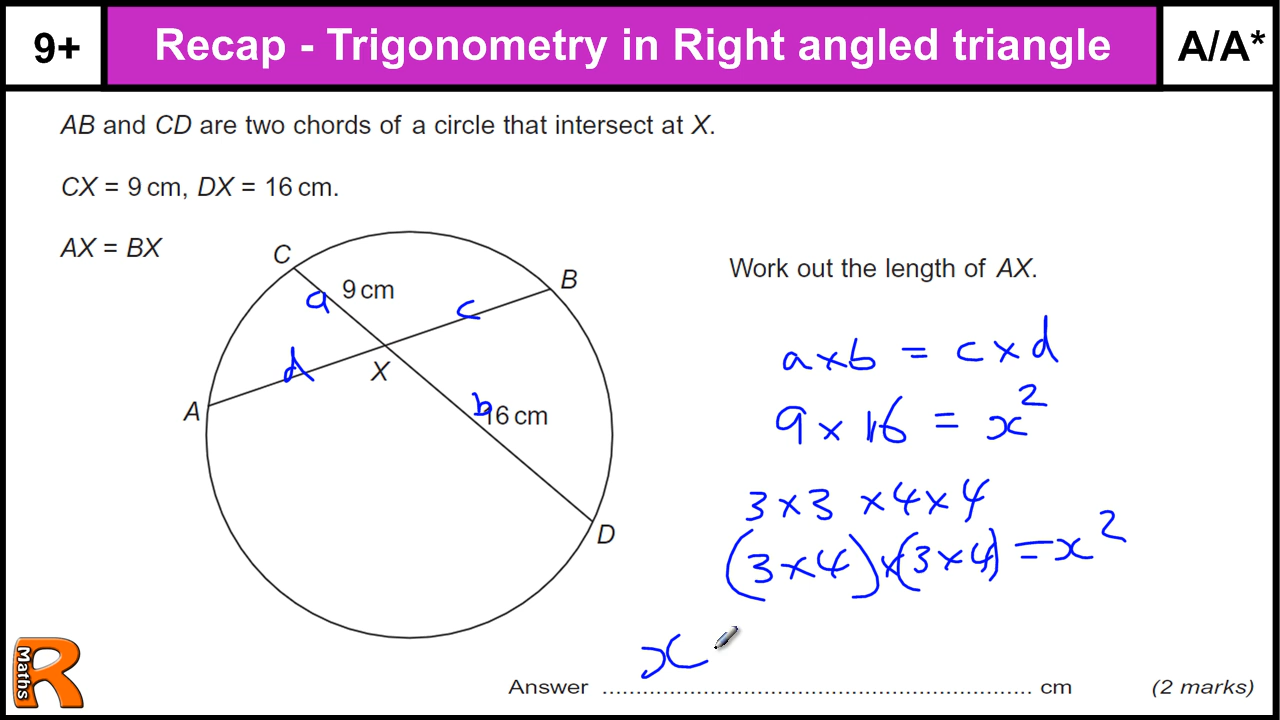 9+ Recap - Trigonometry in Right angled triangle A/A*
AB and CD are two chords of a circle that intersect at X.
CX = 9 cm, DX = 16 cm.
AX = BX
C
B
9 cm
a
c
d
X
A
b
16 cm
D
Work out the length of AX.
a × b = c × d
9 × 16 = x²
3 × 3 × 4 × 4
(3 × 4) × (3 × 4) = x²
x
Answer ................................................................ cm (2 marks)
R Maths